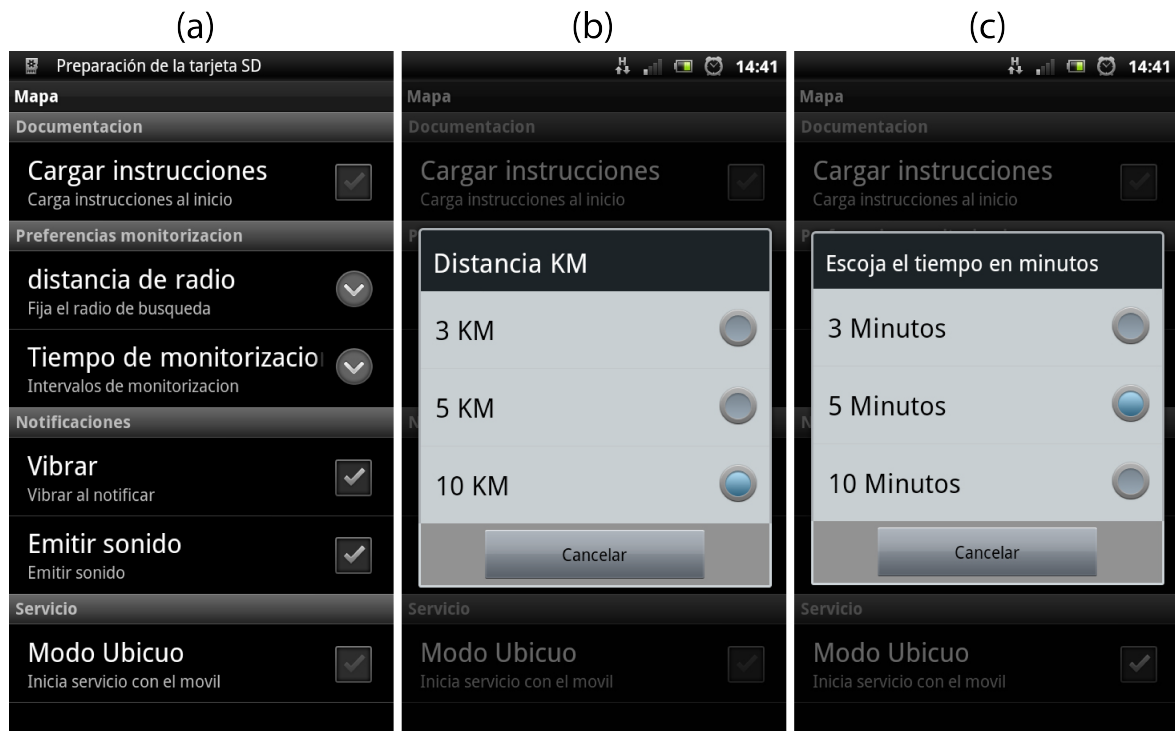 (a)
Preparación de la tarjeta SD
Mapa
Documentacion
Cargar instrucciones
Carga instrucciones al inicio
Preferencias monitorizacion
distancia de radio
Fija el radio de busqueda
Tiempo de monitorizacio
Intervalos de monitorizacion
Notificaciones
Vibrar
Vibrar al notificar
Emitir sonido
Emitir sonido
Servicio
Modo Ubicuo
Inicia servicio con el movil
(b)
H 14:41
Mapa
Documentacion
Cargar instrucciones
Carga instrucciones al inicio
P
Distancia KM
3 KM
5 KM
10 KM
Cancelar
N
Servicio
Modo Ubicuo
Inicia servicio con el movil
(c)
H 14:41
Mapa
Documentacion
Cargar instrucciones
Carga instrucciones al inicio
Escoja el tiempo en minutos
3 Minutos
5 Minutos
10 Minutos
Cancelar
N
Servicio
Modo Ubicuo
Inicia servicio con el movil